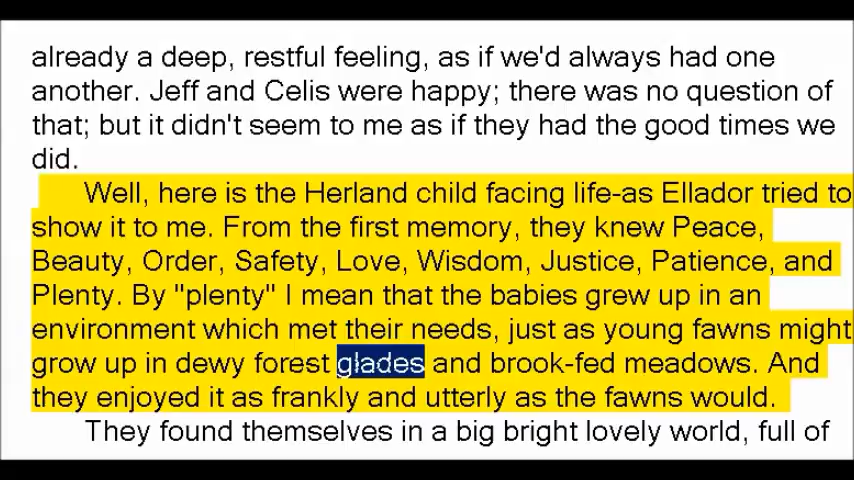 already a deep, restful feeling, as if we'd always had one
another. Jeff and Celis were happy; there was no question of
that; but it didn't seem to me as if they had the good times we
did.
Well, here is the Herland child facing life-as Ellador tried to
show it to me. From the first memory, they knew Peace,
Beauty, Order, Safety, Love, Wisdom, Justice, Patience, and
Plenty. By "plenty" I mean that the babies grew up in an
environment which met their needs, just as young fawns might
grow up in dewy forest glades and brook-fed meadows. And
they enjoyed it as frankly and utterly as the fawns would.
They found themselves in a big bright lovely world, full of